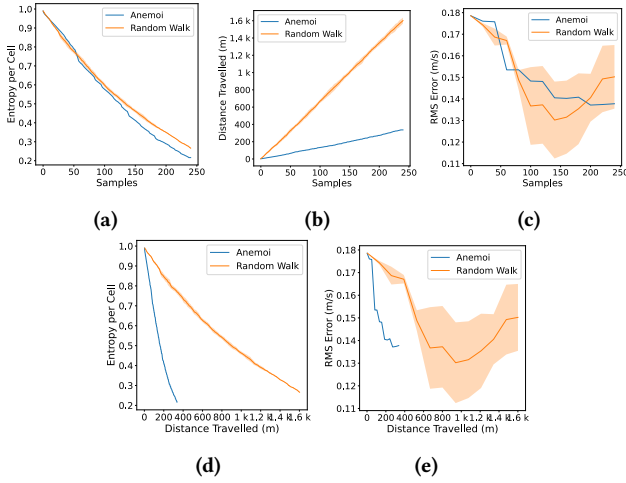 Entropy per Cell
1.0
0.9
0.8
0.7
0.6
0.5
0.4
0.3
0.2
Anemoi
Random Walk
0 50 100 150 200 250
Samples
(a)
Distance Travelled (m)
1.6 k
1.4 k
1.2 k
1 k
800
600
400
200
0
Anemoi
Random Walk
0 50 100 150 200 250
Samples
(b)
RMS Error (m/s)
0.18
0.17
0.16
0.15
0.14
0.13
0.12
0.11
Anemoi
Random Walk
0 50 100 150 200 250
Samples
(c)
Entropy per Cell
1.0
0.9
0.8
0.7
0.6
0.5
0.4
0.3
0.2
Anemoi
Random Walk
0 200 400 600 800 1 k 1.2 k 1.4 k 1.6 k
Distance Travelled (m)
(d)
RMS Error (m/s)
0.18
0.17
0.16
0.15
0.14
0.13
0.12
0.11
Anemoi
Random Walk
0 200 400 600 800 1 k 1.2 k 1.4 k 1.6 k
Distance Travelled (m)
(e)